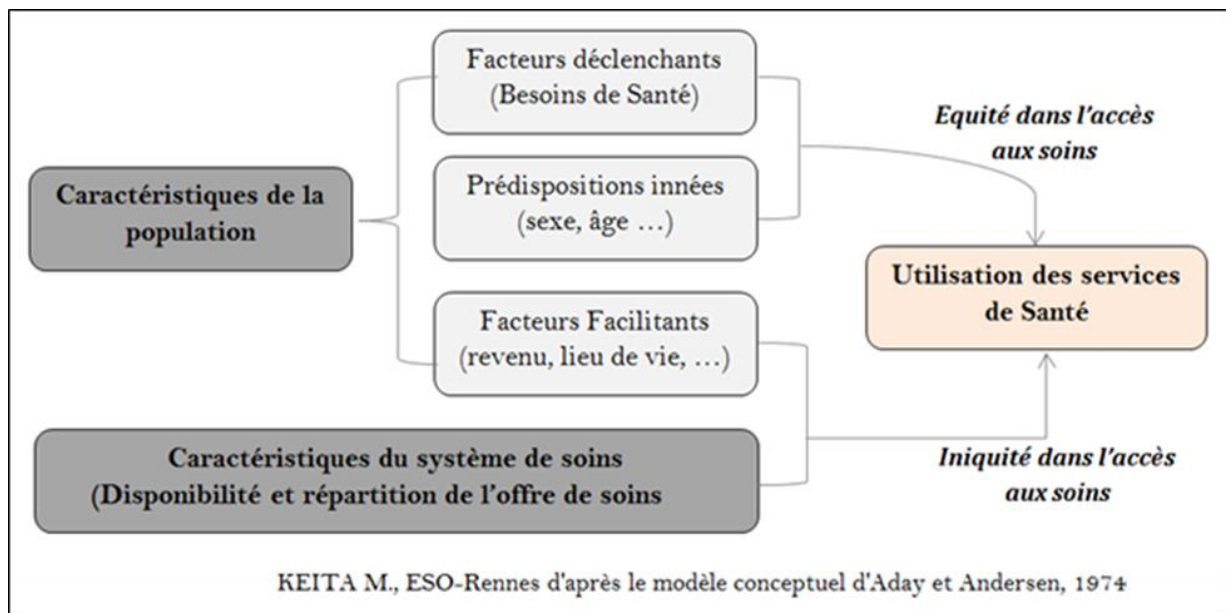 Facteurs déclenchants
(Besoins de Santé)
Equité dans l'accès
aux soins
Prédispositions innées
(sexe, âge ...)
Caractéristiques de la
population
Utilisation des services
de Santé
Facteurs Facilitants
(revenu, lieu de vie, ...)
Caractéristiques du système de soins
(Disponibilité et répartition de l'offre de soins
Iniquité dans l'accès
aux soins
KEITA M., ESO-Rennes d'après le modèle conceptuel d'Aday et Andersen, 1974